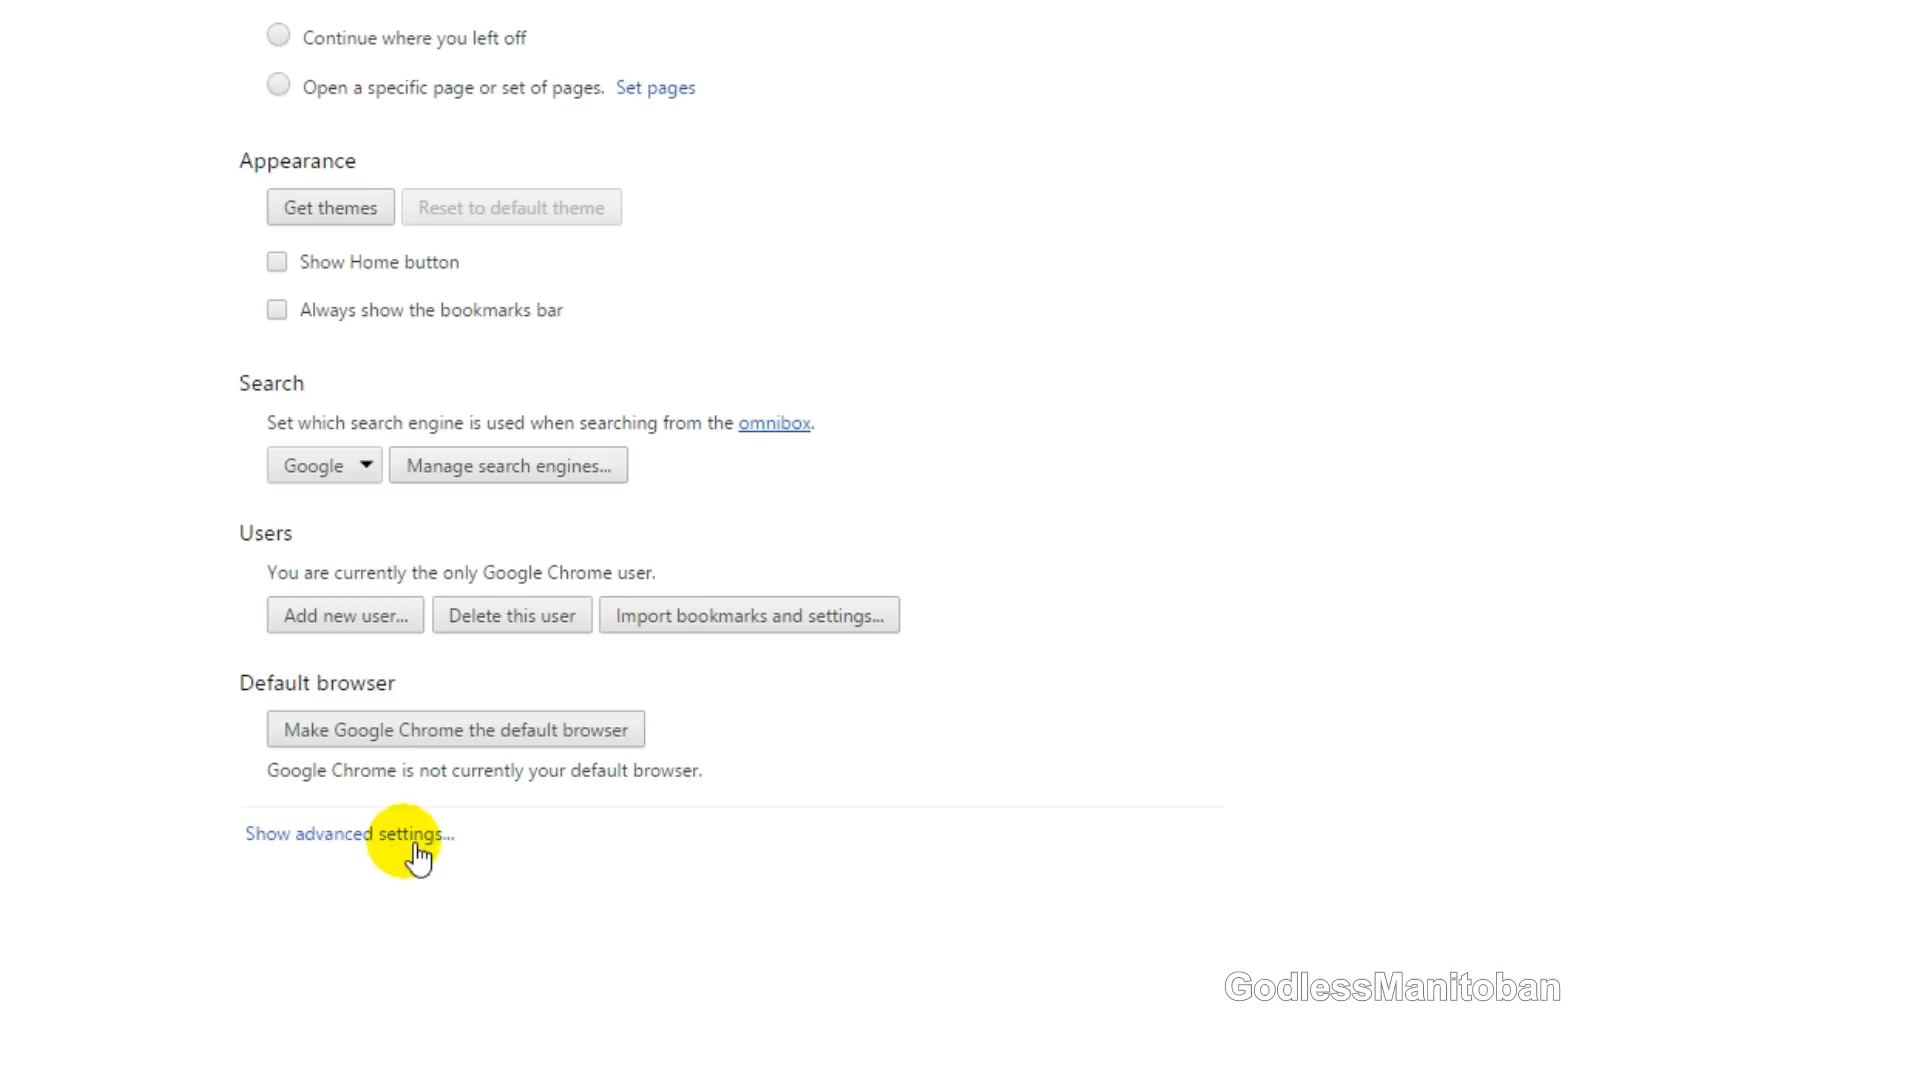 Continue where you left off
Open a specific page or set of pages. Set pages
Appearance
Get themes Reset to default theme
Show Home button
Always show the bookmarks bar
Search
Set which search engine is used when searching from the omnibox.
Google Manage search engines...
Users
You are currently the only Google Chrome user.
Add new user... Delete this user Import bookmarks and settings...
Default browser
Make Google Chrome the default browser
Google Chrome is not currently your default browser.
Show advanced settings...
GodlessManitoban